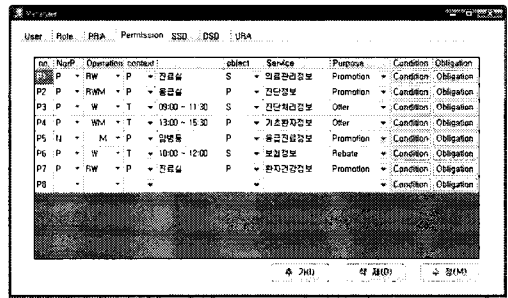 Manager
User Role PRA Permission SSD DSD URA
no. NorP Operation context object Service Purpose Condition Obligation
P1 P RW P 진료실 S 의료관리정보 Promotion Condition Obligation
P2 P RWM P 응급실 P 진단정보 Promotion Condition Obligation
P3 P W T 09:00 ~ 11:30 S 진단처리정보 Offer Condition Obligation
P4 P WM T 13:00 ~ 15:30 P 기초환자정보 Offer Condition Obligation
P5 N M P 암병동 P 응급진료정보 Promotion Condition Obligation
P6 P W T 10:00 ~ 12:00 S 보험정보 Rebate Condition Obligation
P7 P RW P 진료실 P 환자건강정보 Promotion Condition Obligation
P8 Condition Obligation
추 가(I) 삭 제(D) 수 정(M)